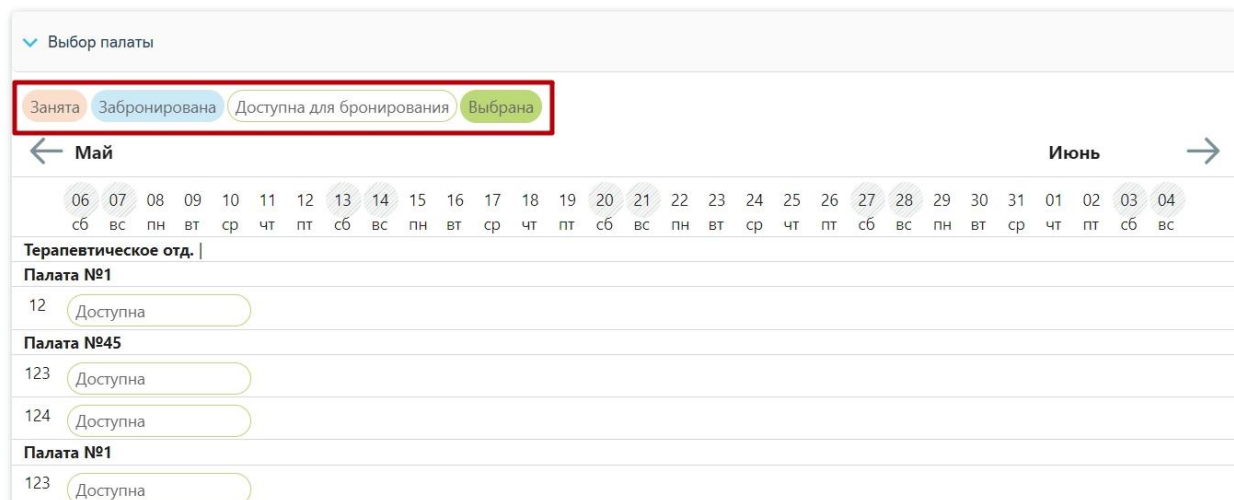 Выбор палаты
Занята Забронирована Доступна для бронирования Выбрана
Май Июнь
06 07 08 09 10 11 12 13 14 15 16 17 18 19 20 21 22 23 24 25 26 27 28 29 30 31 01 02 03 04
сб вс пн вт ср чт пт сб вс пн вт ср чт пт сб вс пн вт ср чт пт сб вс пн вт ср чт пт сб вс
Терапевтическое отд. |
Палата №1
12 Доступна
Палата №45
123 Доступна
124 Доступна
Палата №1
123 Доступна